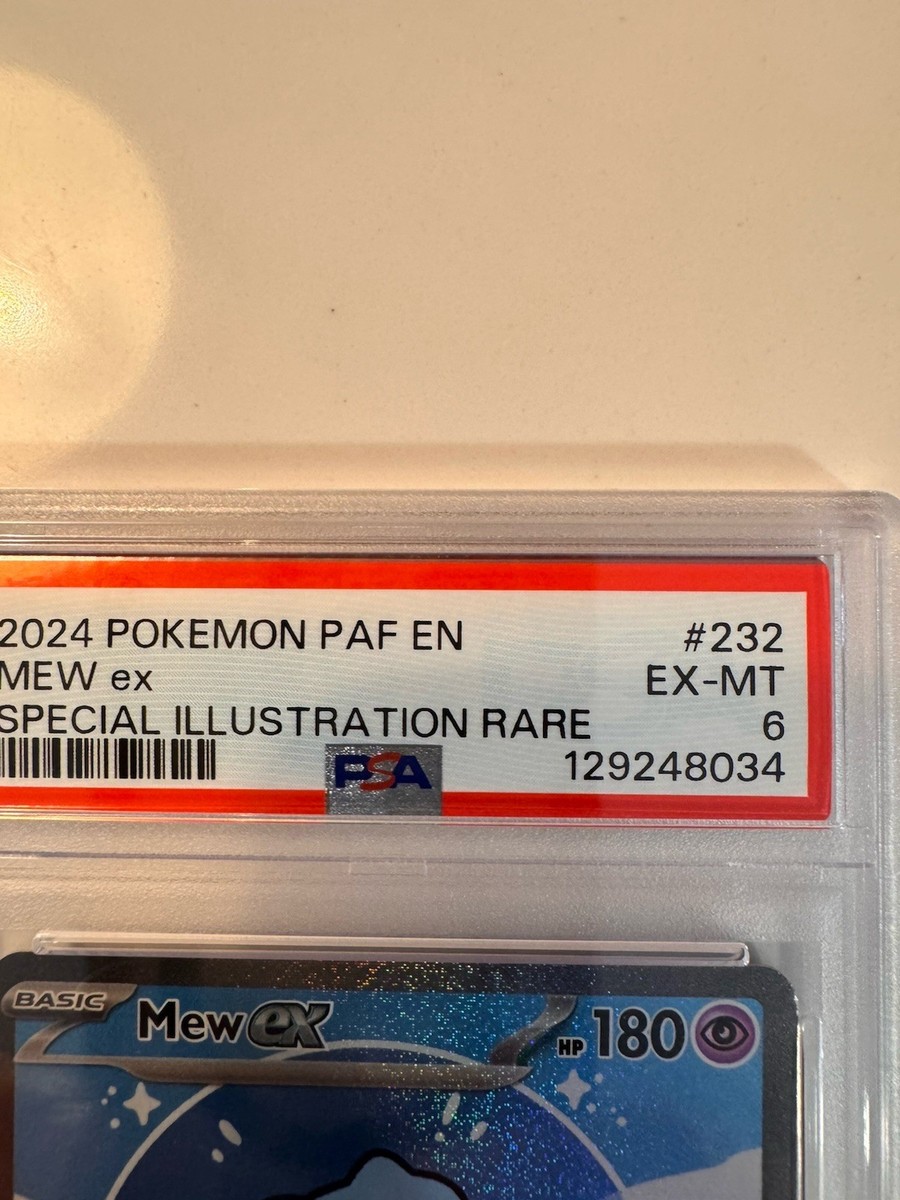 2024 POKEMON PAF EN #232
MEW ex EX-MT
SPECIAL ILLUSTRATION RARE 6
PSA 129248034
BASIC Mew ex HP 180